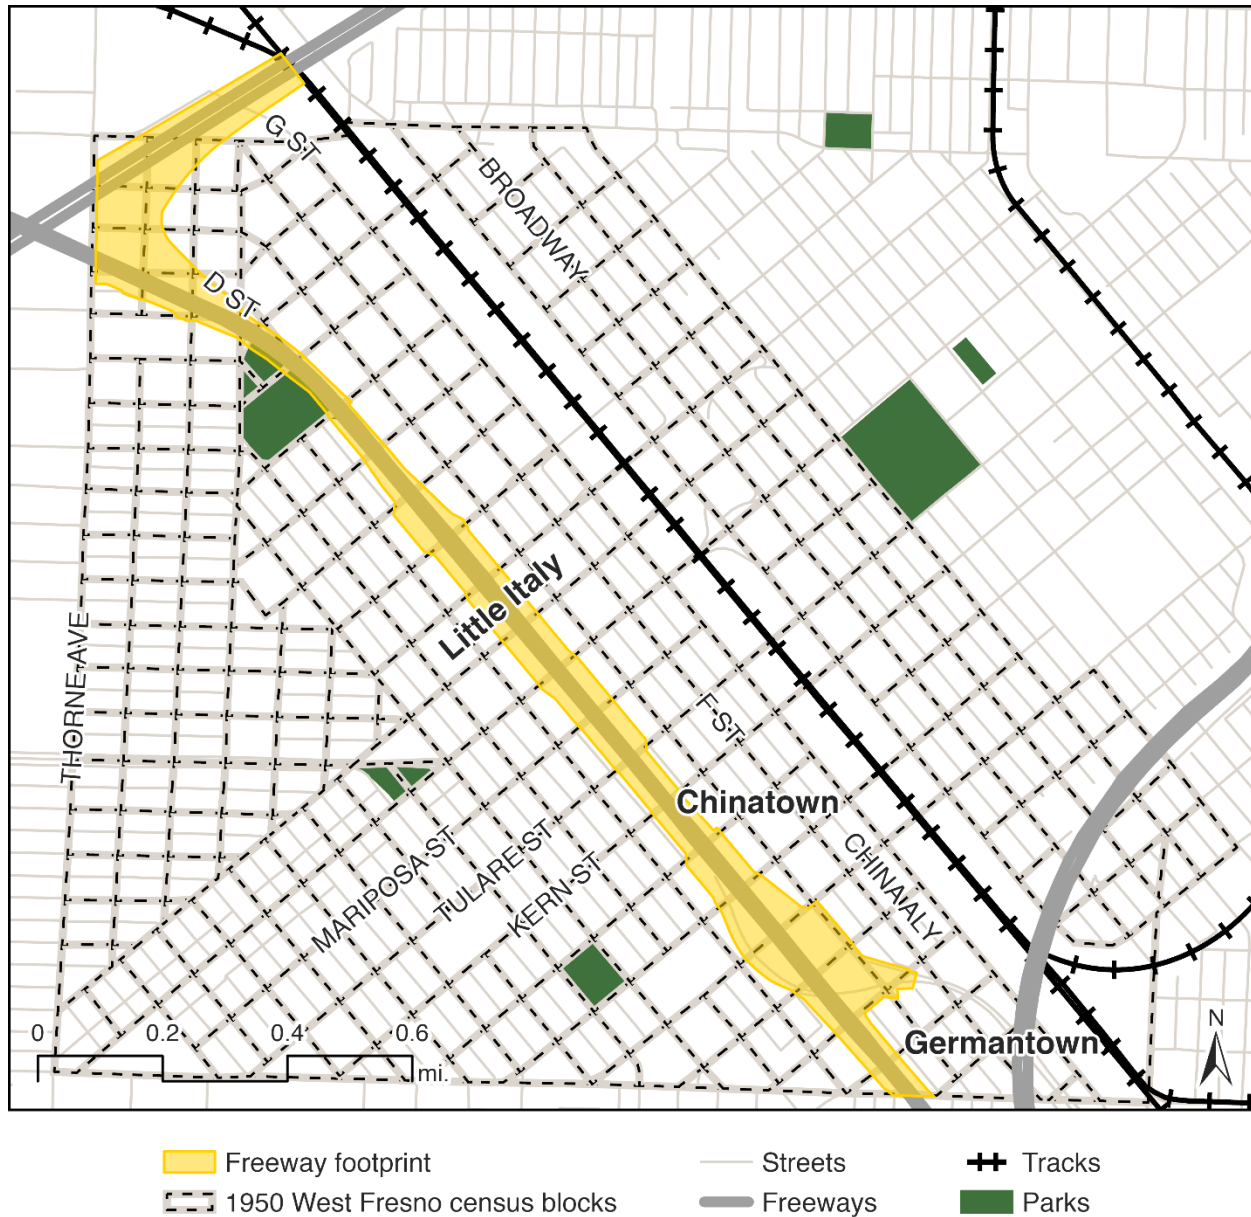 G ST
BROADWAY
D ST
Little Italy
THORNE AVE
F ST
Chinatown
CHINA ALY
MARIPOSA ST
TULARE ST
KERN ST
0 0.2 0.4 0.6
mi.
Germantown
N
Freeway footprint
Streets
Tracks
1950 West Fresno census blocks
Freeways
Parks